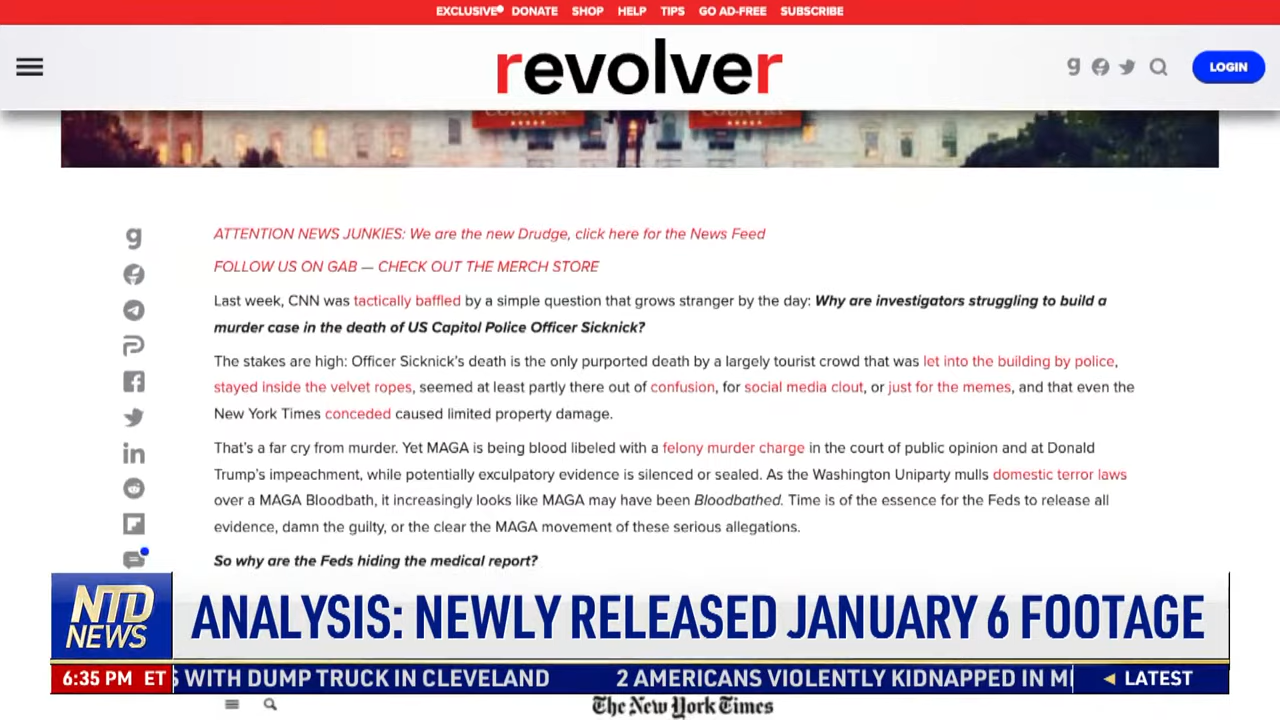 EXCLUSIVE DONATE SHOP HELP TIPS GO AD-FREE SUBSCRIBE
revolver
LOGIN
COUNTRY COUNTRY
ATTENTION NEWS JUNKIES: We are the new Drudge, click here for the News Feed
FOLLOW US ON GAB — CHECK OUT THE MERCH STORE
Last week, CNN was tactically baffled by a simple question that grows stranger by the day: Why are investigators struggling to build a
murder case in the death of US Capitol Police Officer Sicknick?
The stakes are high: Officer Sicknick's death is the only purported death by a largely tourist crowd that was let into the building by police,
stayed inside the velvet ropes, seemed at least partly there out of confusion, for social media clout, or just for the memes, and that even the
New York Times conceded caused limited property damage.
That's a far cry from murder. Yet MAGA is being blood libeled with a felony murder charge in the court of public opinion and at Donald
Trump's impeachment, while potentially exculpatory evidence is silenced or sealed. As the Washington Uniparty mulls domestic terror laws
over a MAGA Bloodbath, it increasingly looks like MAGA may have been Bloodbathed. Time is of the essence for the Feds to release all
evidence, damn the guilty, or the clear the MAGA movement of these serious allegations.
So why are the Feds hiding the medical report?
NTD
NEWS
ANALYSIS: NEWLY RELEASED JANUARY 6 FOOTAGE
6:35 PM ET WITH DUMP TRUCK IN CLEVELAND 2 AMERICANS VIOLENTLY KIDNAPPED IN LATEST
The New York Times